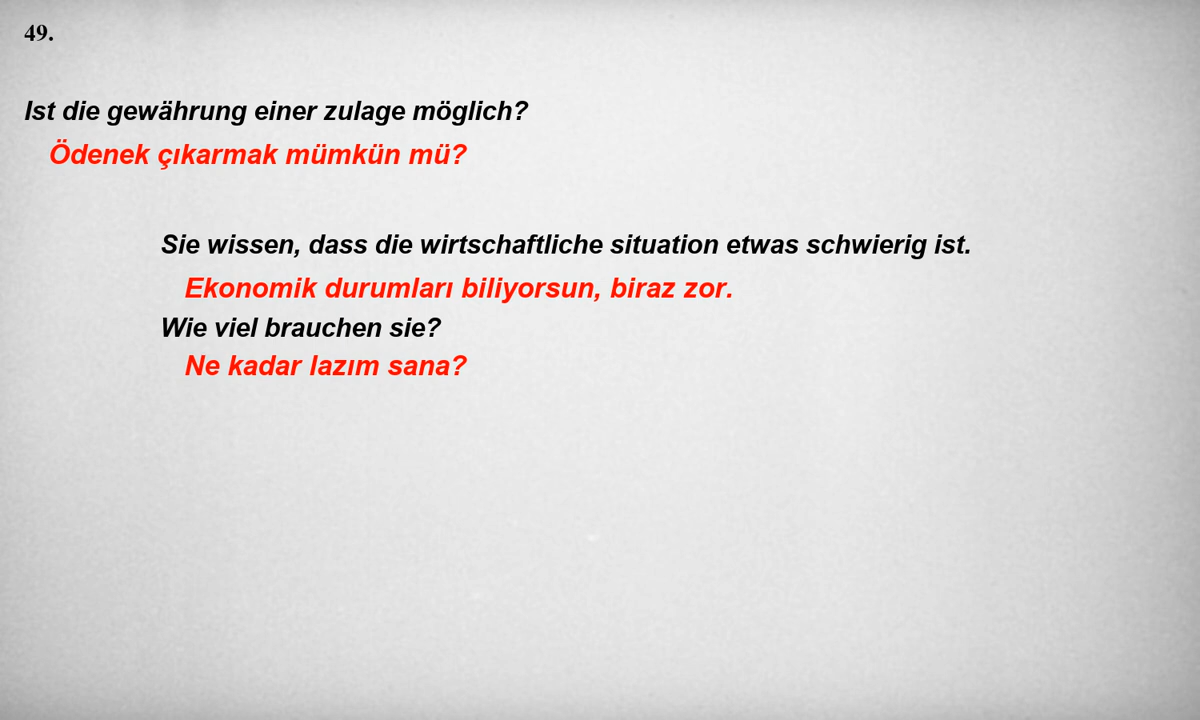 49.
Ist die gewährung einer zulage möglich?
Ödenek çıkarmak mümkün mü?
Sie wissen, dass die wirtschaftliche situation etwas schwierig ist.
Ekonomik durumları biliyorsun, biraz zor.
Wie viel brauchen sie?
Ne kadar lazım sana?